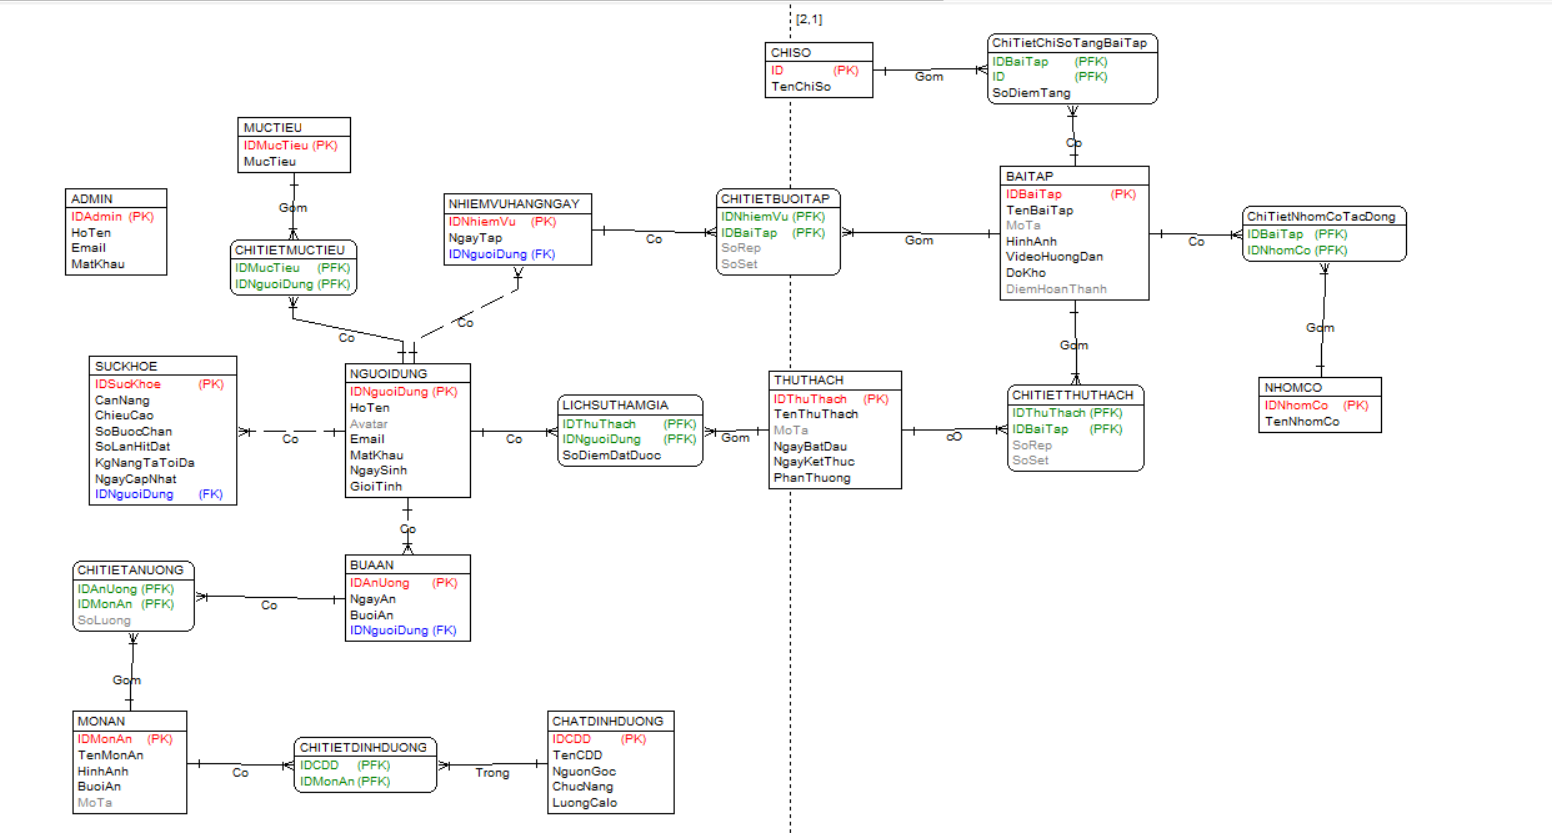 [2,1]
CHISO
ID (PK)
TenChiSo
Gom
ChiTietChiSoTangBaiTap
IDBaiTap (PFK)
ID (PFK)
SoDiemTang
Co
MUCTIEU
IDMucTieu (PK)
MucTieu
Gom
ADMIN
IDAdmin (PK)
HoTen
Email
MatKhau
CHITIETMUCTIEU
IDMucTieu (PFK)
IDNguoiDung (PFK)
Co
NHIEMVUHANGNGAY
IDNhiemVu (PK)
NgayTap
IDNguoiDung (FK)
Co
Co
CHITIETBUOITAP
IDNhiemVu (PFK)
IDBaiTap (PFK)
SoRep
SoSet
Gom
BAITAP
IDBaiTap (PK)
TenBaiTap
MoTa
HinhAnh
VideoHuongDan
DoKho
DiemHoanThanh
Co
ChiTietNhomCoTacDong
IDBaiTap (PFK)
IDNhomCo (PFK)
Gom
Gom
SUCKHOE
IDSucKhoe (PK)
CanNang
ChieuCao
SoBuocChan
SoLanHitDat
KgNangTaToiDa
NgayCapNhat
IDNguoiDung (FK)
Co
NGUOIDUNG
IDNguoiDung (PK)
HoTen
Avatar
Email
MatKhau
NgaySinh
GioiTinh
Co
LICHSUTHAMGIA
IDThuThach (PFK)
IDNguoiDung (PFK)
SoDiemDatDuoc
Gom
THUTHACH
IDThuThach (PK)
TenThuThach
MoTa
NgayBatDau
NgayKetThuc
PhanThuong
cO
CHITIETTHUTHACH
IDThuThach (PFK)
IDBaiTap (PFK)
SoRep
SoSet
NHOMCO
IDNhomCo (PK)
TenNhomCo
Co
CHITIETANUONG
IDAnUong (PFK)
IDMonAn (PFK)
SoLuong
Co
BUAAN
IDAnUong (PK)
NgayAn
BuoiAn
IDNguoiDung (FK)
Gom
MONAN
IDMonAn (PK)
TenMonAn
HinhAnh
BuoiAn
MoTa
Co
CHITIETDINHDUONG
IDCDD (PFK)
IDMonAn (PFK)
Trong
CHATDINHDUONG
IDCDD (PK)
TenCDD
NguonGoc
ChucNang
LuongCalo